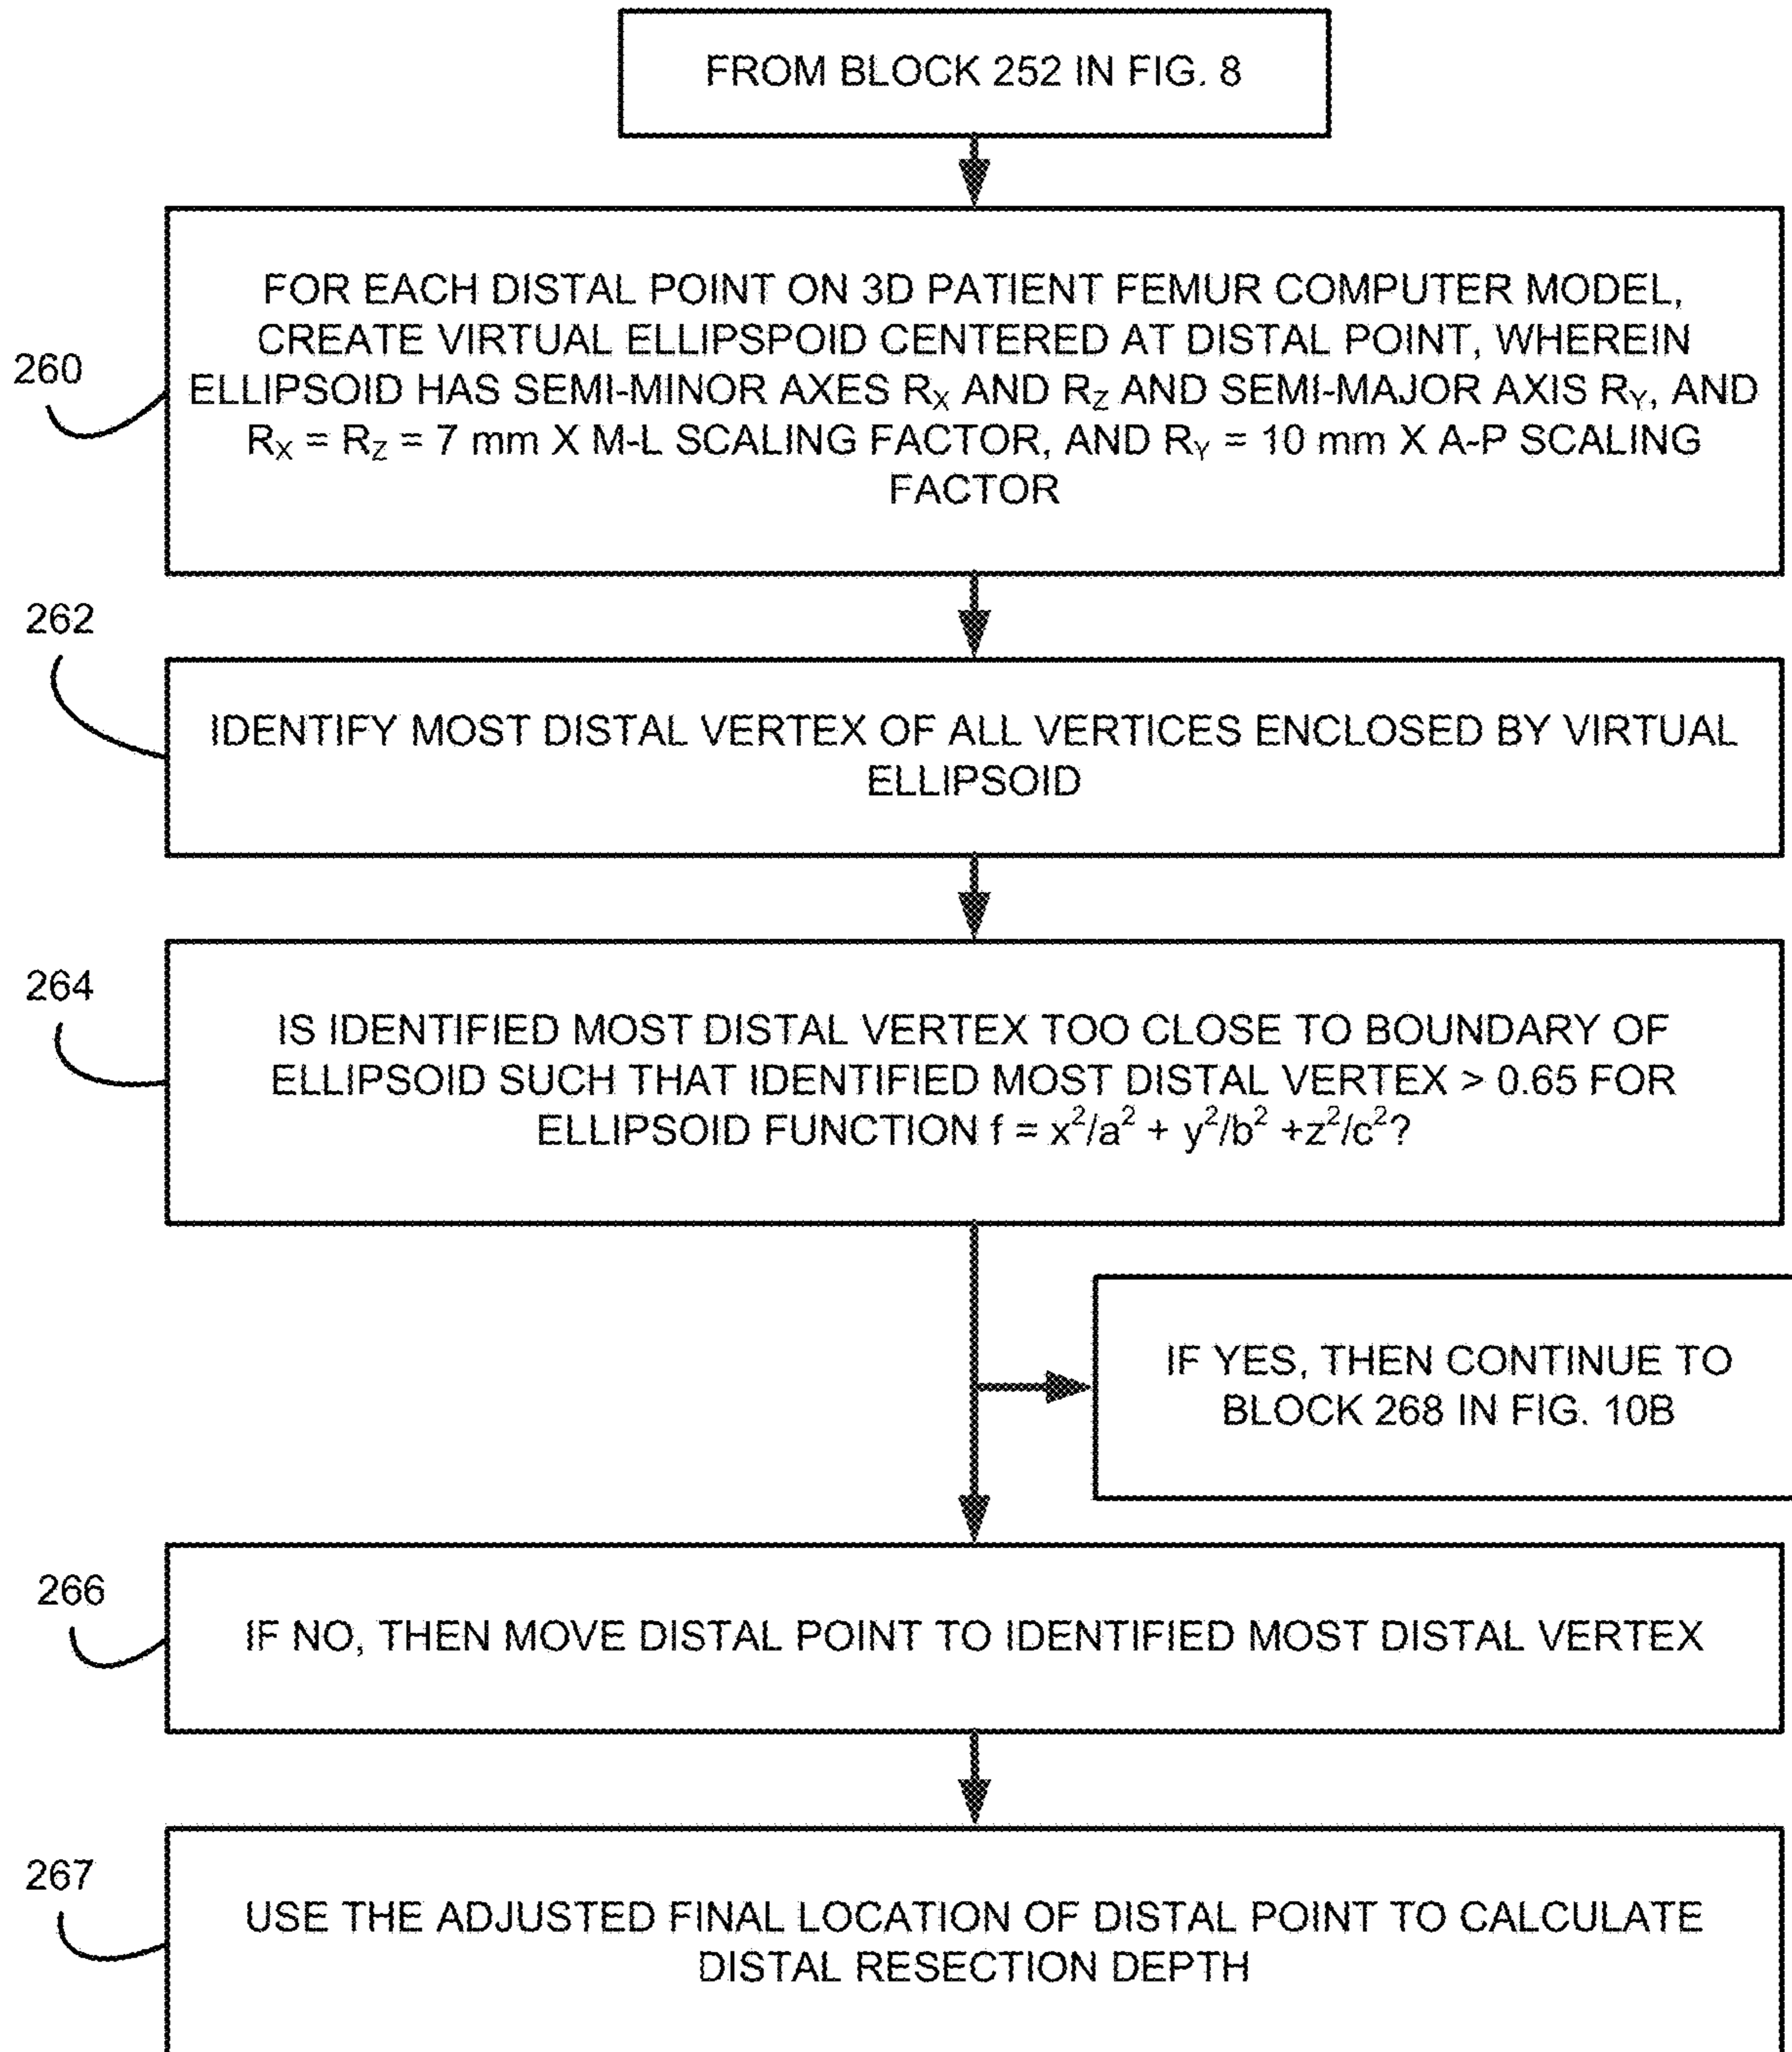 FROM BLOCK 252 IN FIG. 8
260
FOR EACH DISTAL POINT ON 3D PATIENT FEMUR COMPUTER MODEL,
CREATE VIRTUAL ELLIPSPOID CENTERED AT DISTAL POINT, WHEREIN
ELLIPSOID HAS SEMI-MINOR AXES R_X AND R_Z AND SEMI-MAJOR AXIS R_Y, AND
R_X = R_Z = 7 mm X M-L SCALING FACTOR, AND R_Y = 10 mm X A-P SCALING
FACTOR
262
IDENTIFY MOST DISTAL VERTEX OF ALL VERTICES ENCLOSED BY VIRTUAL
ELLIPSOID
264
IS IDENTIFIED MOST DISTAL VERTEX TOO CLOSE TO BOUNDARY OF
ELLIPSOID SUCH THAT IDENTIFIED MOST DISTAL VERTEX > 0.65 FOR
ELLIPSOID FUNCTION f = x²/a² + y²/b² +z²/c²?
IF YES, THEN CONTINUE TO
BLOCK 268 IN FIG. 10B
266
IF NO, THEN MOVE DISTAL POINT TO IDENTIFIED MOST DISTAL VERTEX
267
USE THE ADJUSTED FINAL LOCATION OF DISTAL POINT TO CALCULATE
DISTAL RESECTION DEPTH